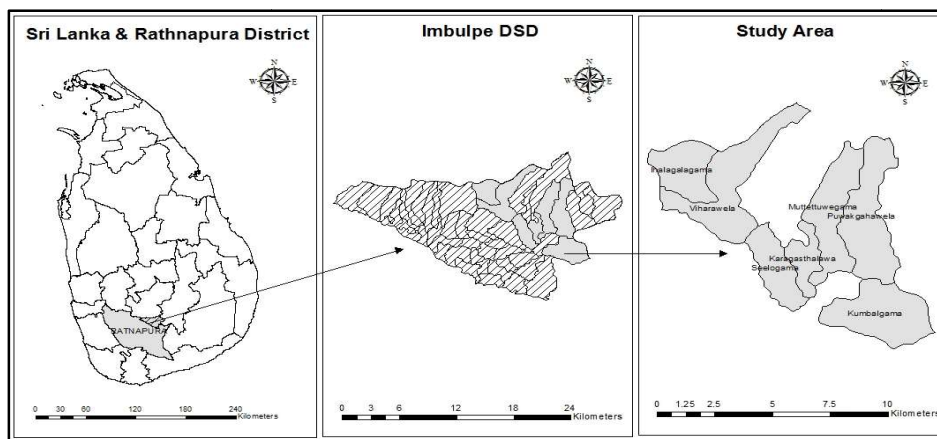 Sri Lanka & Rathnapura District
N
W E
S
RATNAPURA
0 30 60 120 180 240
Kilometers
Imbulpe DSD
N
W E
S
0 3 6 12 18 24
Kilometers
Study Area
N
W E
S
Ihalagalagama
Viharawela
Muttettuwegama
Puwakgahawela
Karagasthalawa
Seelogama
Kumbalgama
0 1.25 2.5 5 7.5 10
Kilometers